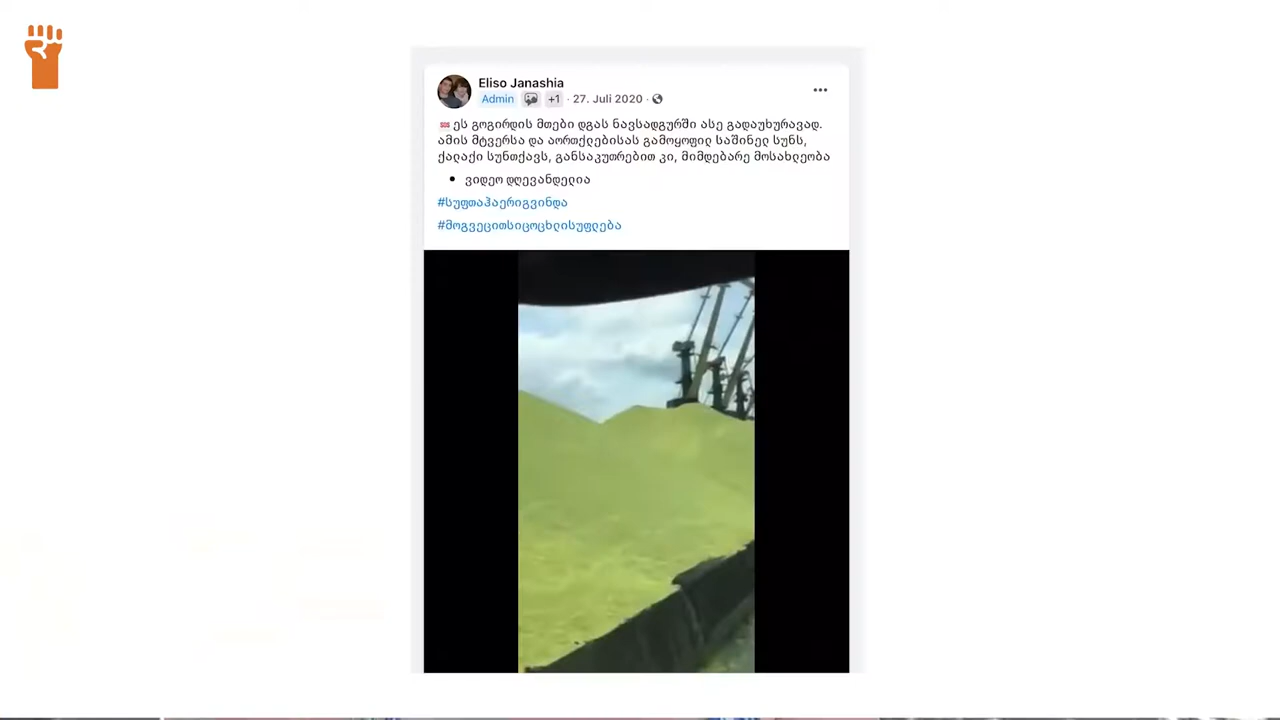 Eliso Janashia
Admin +1 · 27. Juli 2020 ·
🆘 ეს გოგირდის მთები დგას ნავსადგურში ასე გადაუხურავად.
ამის მტვერსა და აორთქლებისას გამოყოფილ საშინელ სუნს,
ქალაქი სუნთქავს, განსაკუთრებით კი, მიმდებარე მოსახლეობა
• ვიდეო დღევანდელია
#სუფთაჰაერიგვინდა
#მოგვეცითსიცოცხლისუფლება